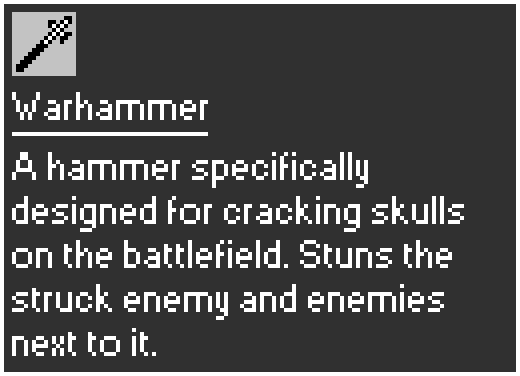 Warhammer
A hammer specifically
designed for cracking skulls
on the battlefield. Stuns the
struck enemy and enemies
next to it.